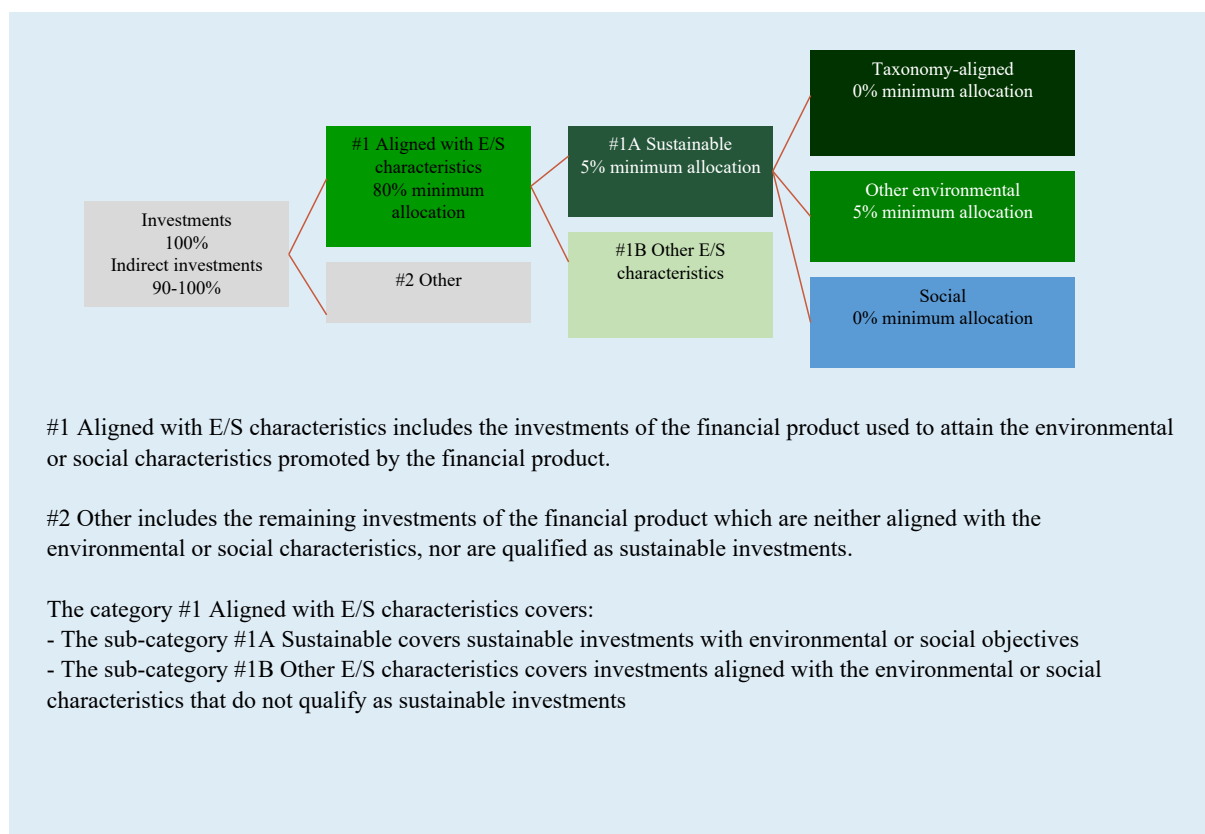 Investments
100%
Indirect investments
90-100%
#1 Aligned with E/S
characteristics
80% minimum
allocation
#2 Other
#1A Sustainable
5% minimum allocation
#1B Other E/S
characteristics
Taxonomy-aligned
0% minimum allocation
Other environmental
5% minimum allocation
Social
0% minimum allocation
#1 Aligned with E/S characteristics includes the investments of the financial product used to attain the environmental
or social characteristics promoted by the financial product.
#2 Other includes the remaining investments of the financial product which are neither aligned with the
environmental or social characteristics, nor are qualified as sustainable investments.
The category #1 Aligned with E/S characteristics covers:
- The sub-category #1A Sustainable covers sustainable investments with environmental or social objectives
- The sub-category #1B Other E/S characteristics covers investments aligned with the environmental or social
characteristics that do not qualify as sustainable investments